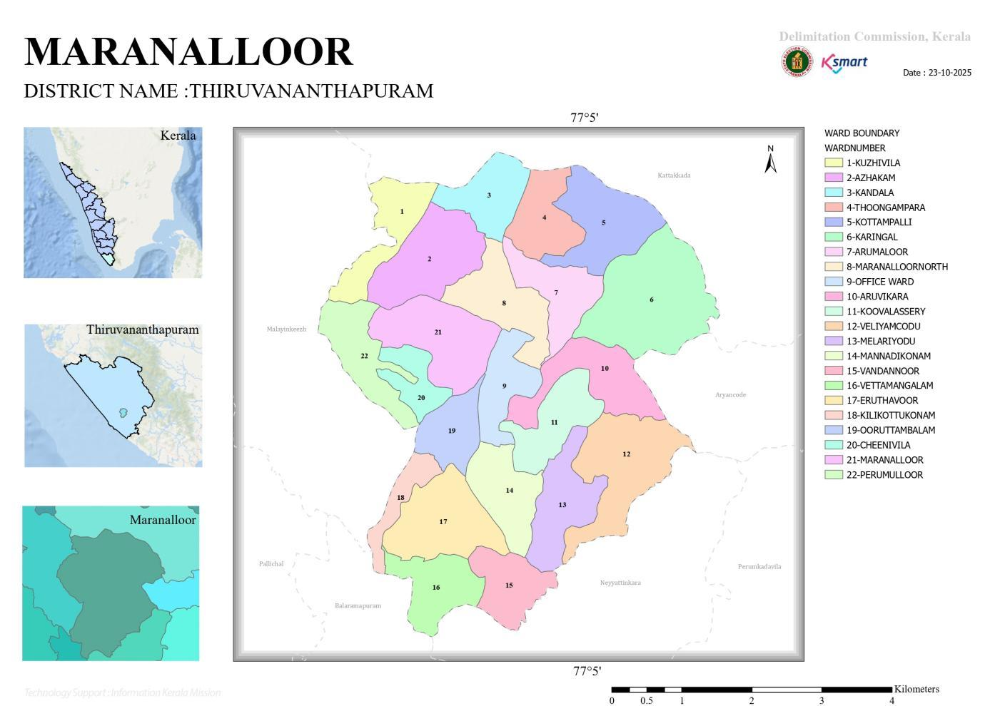 MARANALLOOR
DISTRICT NAME :THIRUVANANTHAPURAM
Delimitation Commission, Kerala
Ksmart
Date : 23-10-2025
Kerala
Thiruvananthapuram
Maranalloor
77°5'
N
Kattakkada
Malayinkeezh
Aryancode
Pallichal
Perumkadavila
Neyyattinkara
Balaramapuram
1
2
3
4
5
6
7
8
9
10
11
12
13
14
15
16
17
18
19
20
21
22
77°5'
WARD BOUNDARY
WARDNUMBER
1-KUZHIVILA
2-AZHAKAM
3-KANDALA
4-THOONGAMPARA
5-KOTTAMPALLI
6-KARINGAL
7-ARUMALOOR
8-MARANALLOORNORTH
9-OFFICE WARD
10-ARUVIKARA
11-KOOVALASSERY
12-VELIYAMCODU
13-MELARIYODU
14-MANNADIKONAM
15-VANDANNOOR
16-VETTAMANGALAM
17-ERUTHAVOOR
18-KILIKOTTUKONAM
19-OORUTTAMBALAM
20-CHEENIVILA
21-MARANALLOOR
22-PERUMULLOOR
Technology Support : Information Kerala Mission
Kilometers
0 0.5 1 2 3 4